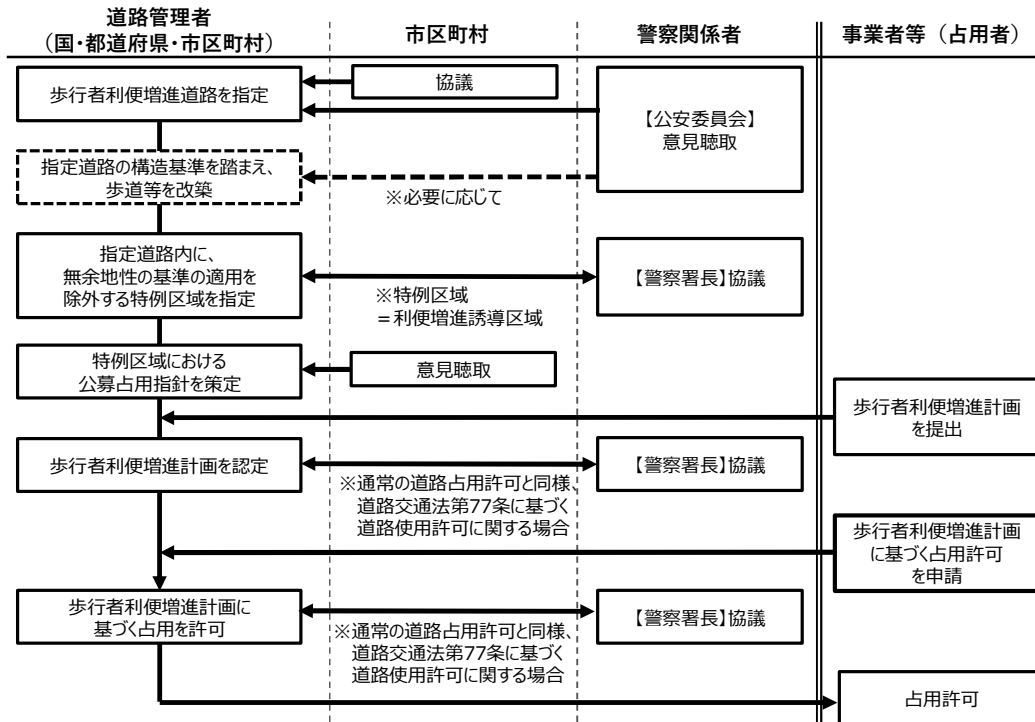 道路管理者
（国・都道府県・市区町村）
市区町村
警察関係者
事業者等（占用者）
歩行者利便増進道路を指定
協議
【公安委員会】
意見聴取
指定道路の構造基準を踏まえ、
歩道等を改築
※必要に応じて
指定道路内に、
無余地性の基準の適用を
除外する特例区域を指定
※特例区域
＝利便増進誘導区域
【警察署長】協議
特例区域における
公募占用指針を策定
意見聴取
歩行者利便増進計画
を提出
歩行者利便増進計画を認定
※通常の道路占用許可と同様、
道路交通法第77条に基づく
道路使用許可に関する場合
【警察署長】協議
歩行者利便増進計画
に基づく占用許可
を申請
歩行者利便増進計画に
基づく占用を許可
※通常の道路占用許可と同様、
道路交通法第77条に基づく
道路使用許可に関する場合
【警察署長】協議
占用許可